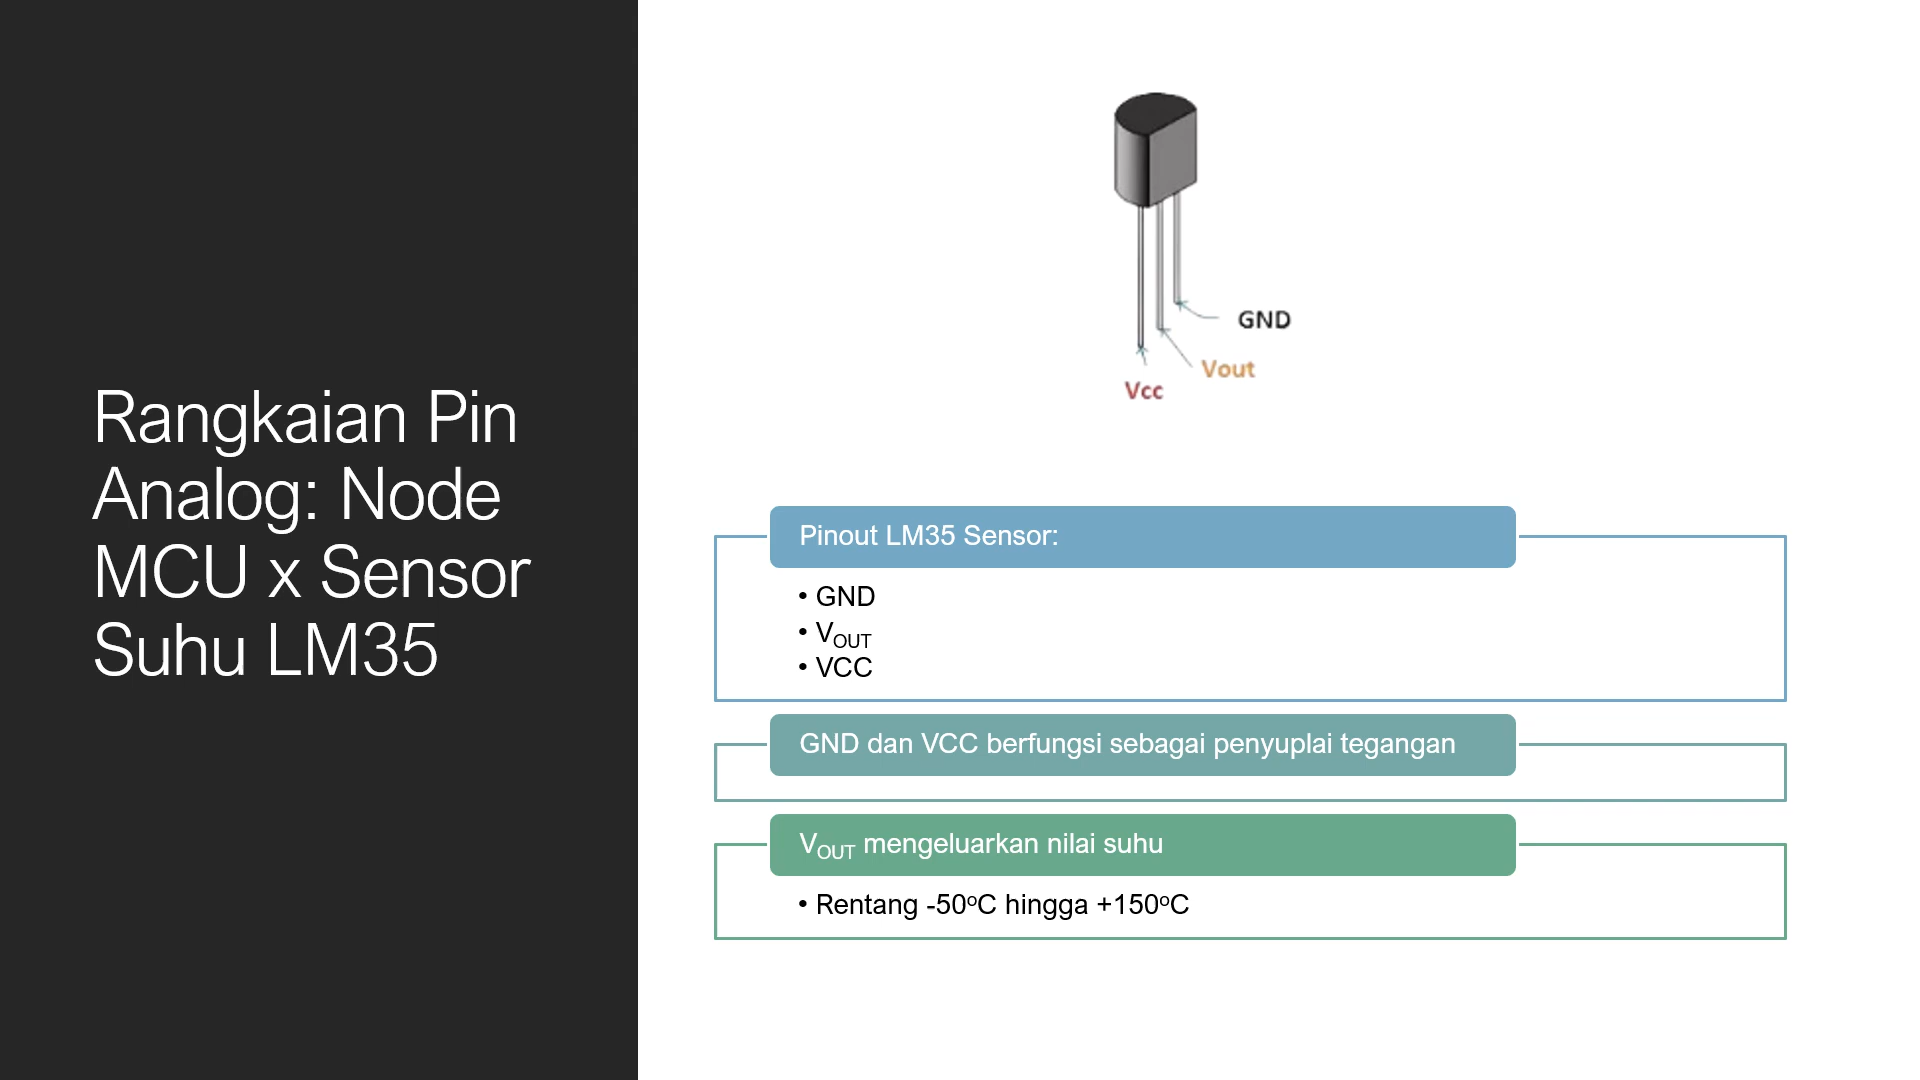 Rangkaian Pin
Analog: Node
MCU x Sensor
Suhu LM35
GND
Vout
Vcc
Pinout LM35 Sensor:
• GND
• VOUT
• VCC
GND dan VCC berfungsi sebagai penyuplai tegangan
VOUT mengeluarkan nilai suhu
• Rentang -50ºC hingga +150ºC